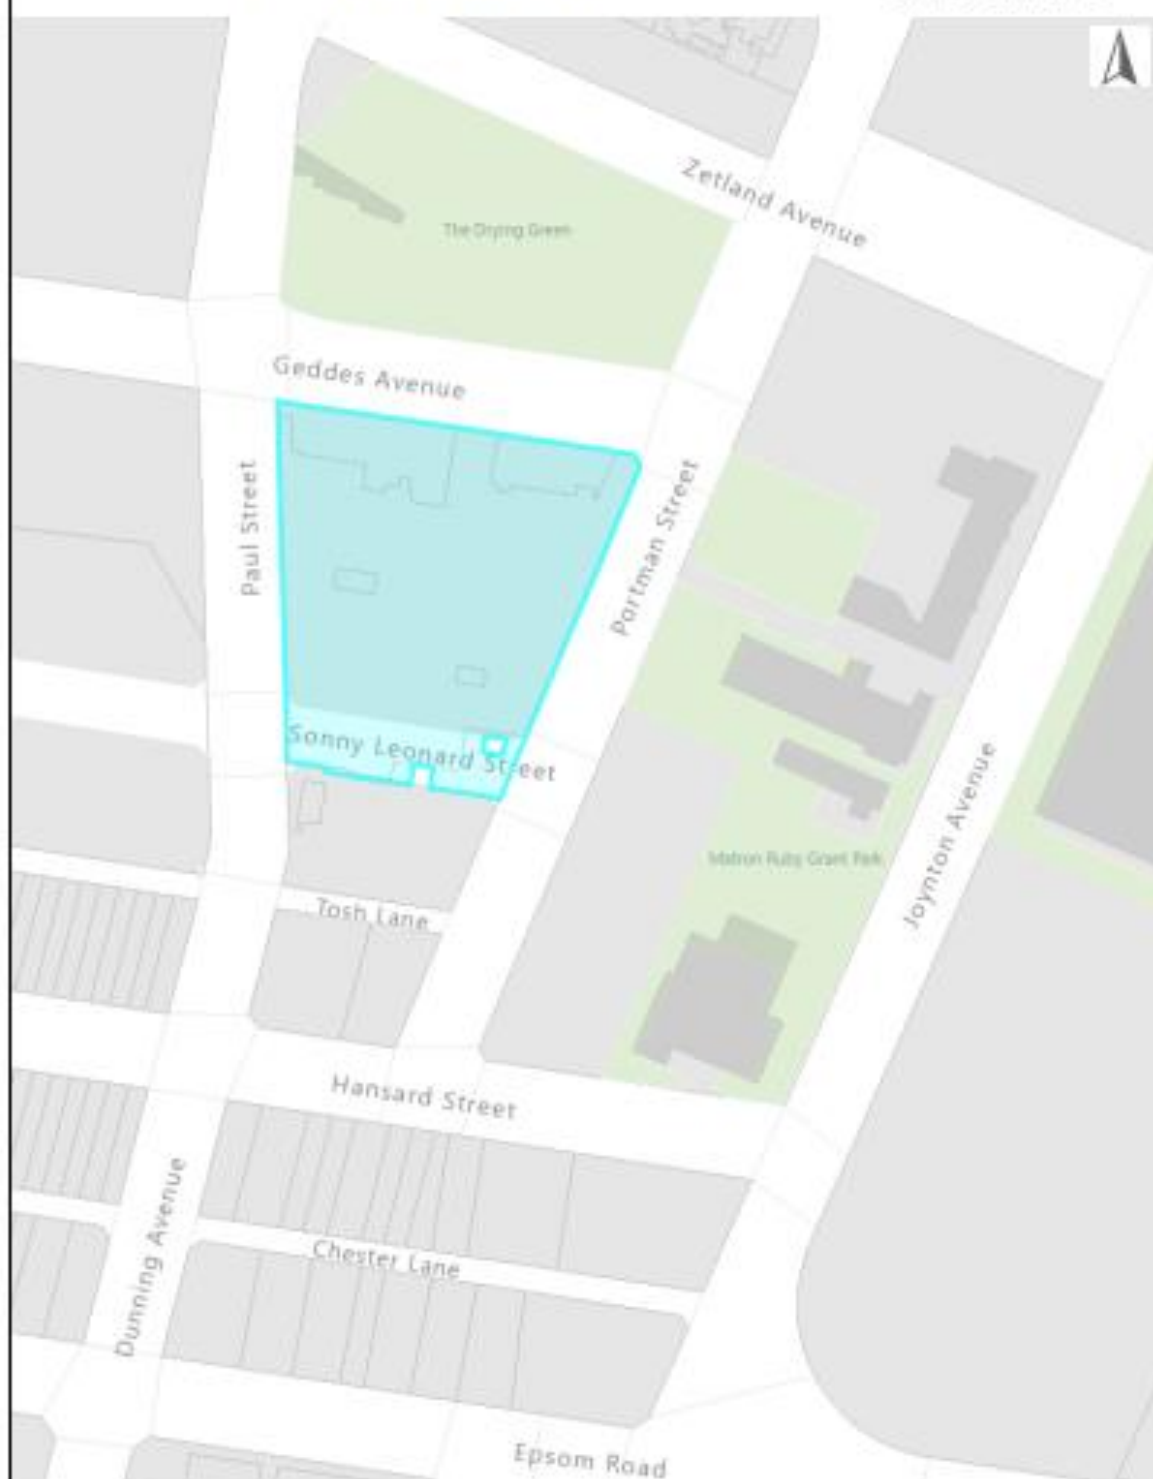 Zetland Avenue
The Drying Green
Geddes Avenue
Paul Street
Portman Street
Sonny Leonard Street
Joynton Avenue
Matron Ruby Grant Park
Tosh Lane
Hansard Street
Dunning Avenue
Chester Lane
Epsom Road